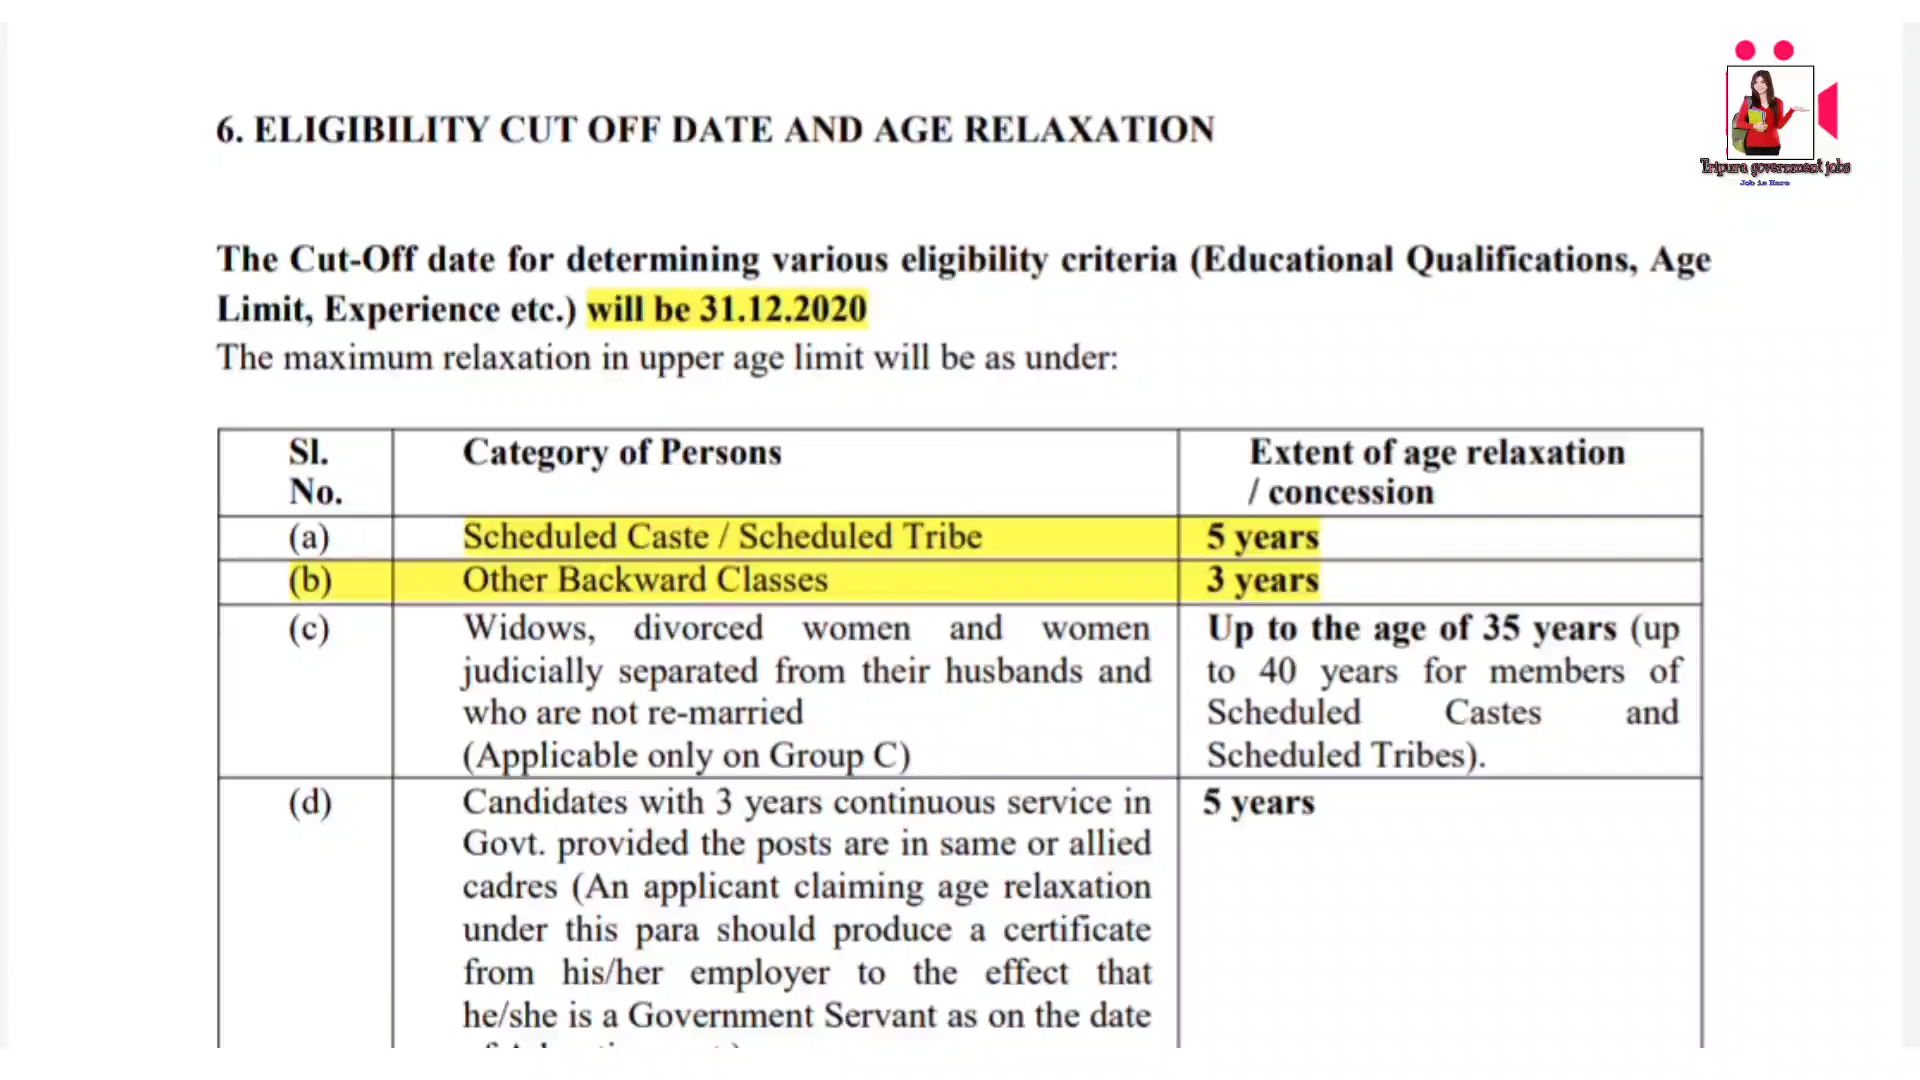 Tripura government jobs
Job is Here
6. ELIGIBILITY CUT OFF DATE AND AGE RELAXATION
The Cut-Off date for determining various eligibility criteria (Educational Qualifications, Age
Limit, Experience etc.) will be 31.12.2020
The maximum relaxation in upper age limit will be as under:
Sl. No.
Category of Persons
Extent of age relaxation
/ concession
(a)
Scheduled Caste / Scheduled Tribe
5 years
(b)
Other Backward Classes
3 years
(c)
Widows, divorced women and women
judicially separated from their husbands and
who are not re-married
(Applicable only on Group C)
Up to the age of 35 years (up
to 40 years for members of
Scheduled Castes and
Scheduled Tribes).
(d)
Candidates with 3 years continuous service in
Govt. provided the posts are in same or allied
cadres (An applicant claiming age relaxation
under this para should produce a certificate
from his/her employer to the effect that
he/she is a Government Servant as on the date
5 years